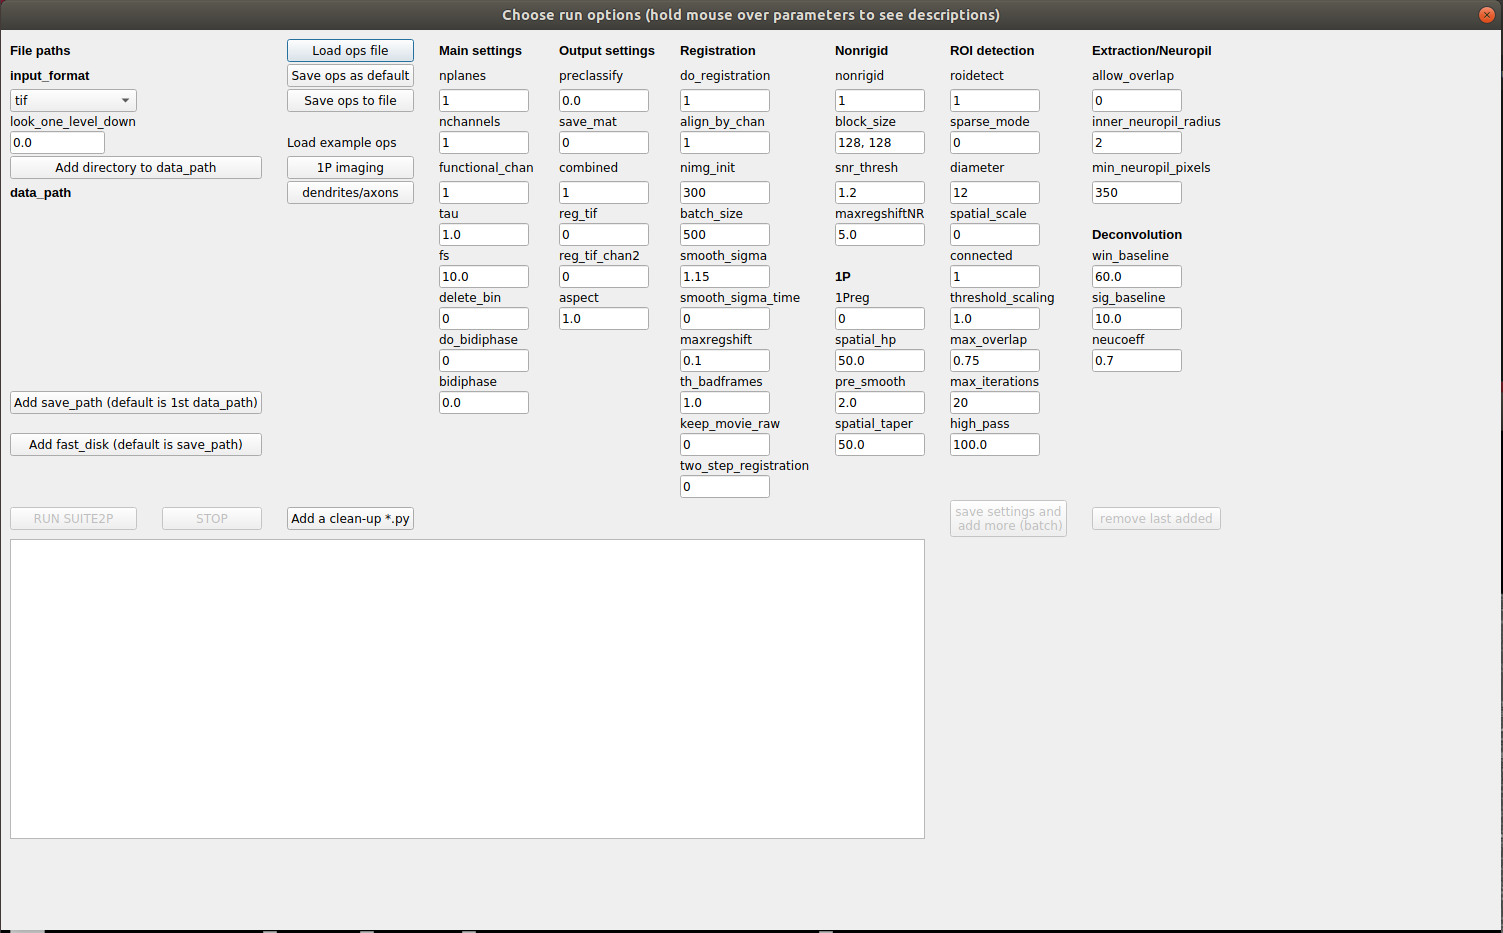 Choose run options (hold mouse over parameters to see descriptions)
File paths
input_format
tif
look_one_level_down
0.0
Add directory to data_path
data_path
Add save_path (default is 1st data_path)
Add fast_disk (default is save_path)
RUN SUITE2P
STOP
Load ops file
Save ops as default
Save ops to file
Load example ops
1P imaging
dendrites/axons
Add a clean-up *.py
Main settings
nplanes
1
nchannels
1
functional_chan
1
tau
1.0
fs
10.0
delete_bin
0
do_bidiphase
0
bidiphase
0.0
Output settings
preclassify
0.0
save_mat
0
combined
1
reg_tif
0
reg_tif_chan2
0
aspect
1.0
Registration
do_registration
1
align_by_chan
1
nimg_init
300
batch_size
500
smooth_sigma
1.15
smooth_sigma_time
0
maxregshift
0.1
th_badframes
1.0
keep_movie_raw
0
two_step_registration
0
Nonrigid
nonrigid
1
block_size
128, 128
snr_thresh
1.2
maxregshiftNR
5.0
1P
1Preg
0
spatial_hp
50.0
pre_smooth
2.0
spatial_taper
50.0
ROI detection
roidetect
1
sparse_mode
0
diameter
12
spatial_scale
0
connected
1
threshold_scaling
1.0
max_overlap
0.75
max_iterations
20
high_pass
100.0
save settings and
add more (batch)
Extraction/Neuropil
allow_overlap
0
inner_neuropil_radius
2
min_neuropil_pixels
350
Deconvolution
win_baseline
60.0
sig_baseline
10.0
neucoeff
0.7
remove last added